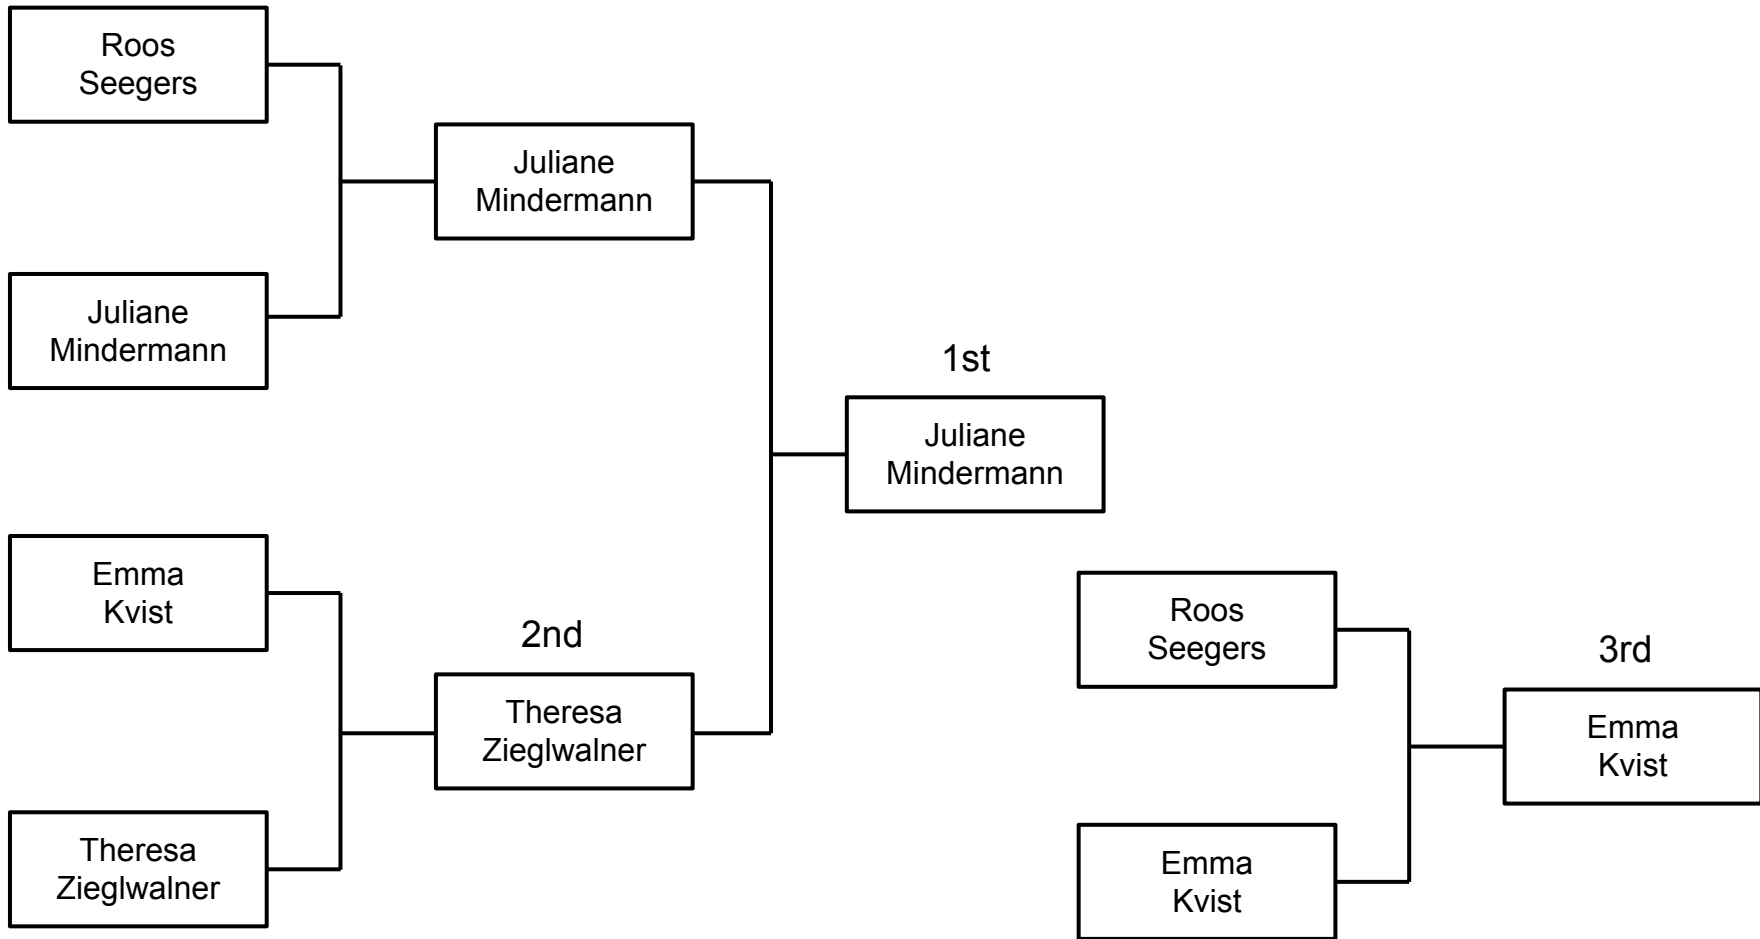 Roos
Seegers
Juliane
Mindermann
Juliane
Mindermann
1st
Juliane
Mindermann
Emma
Kvist
2nd
Theresa
Zieglwalner
Theresa
Zieglwalner
Roos
Seegers
3rd
Emma
Kvist
Emma
Kvist